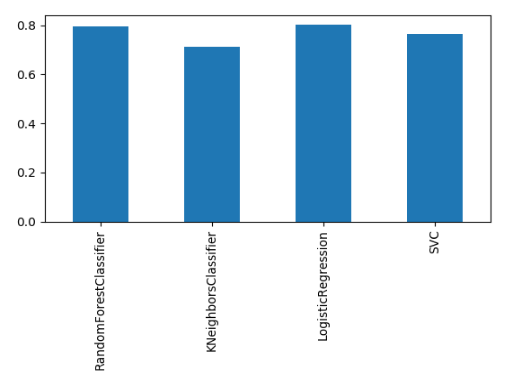 0.8
0.6
0.4
0.2
0.0
RandomForestClassifier
KNeighborsClassifier
LogisticRegression
SVC